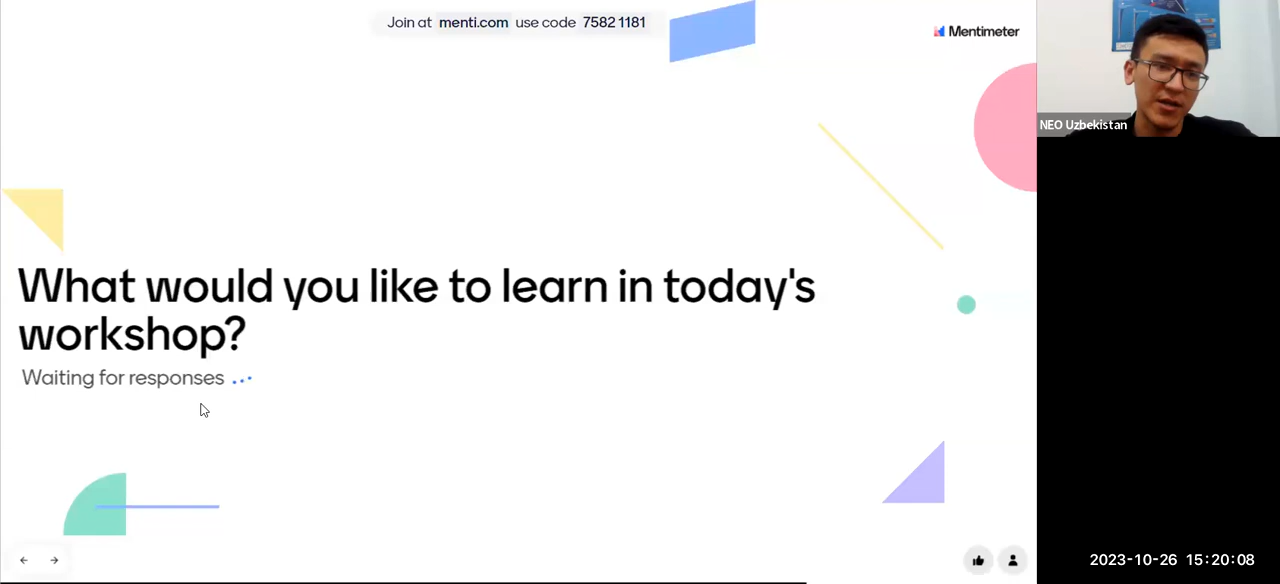 Join at menti.com use code 7582 1181
Mentimeter
NEO Uzbekistan
What would you like to learn in today's
workshop?
Waiting for responses
2023-10-26 15:20:08